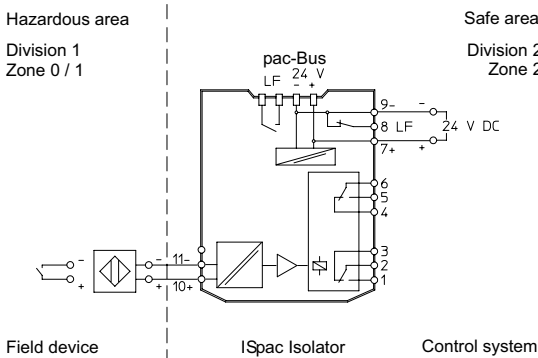 Hazardous area
Safe area
Division 1
Zone 0 / 1
Division 2
Zone 2
pac-Bus
LF 24 V
- +
9- -
8 LF 24 V DC
7+ +
6
5
4
3
2
1
- - 11-
+ + 10+
Field device
ISpac Isolator
Control system